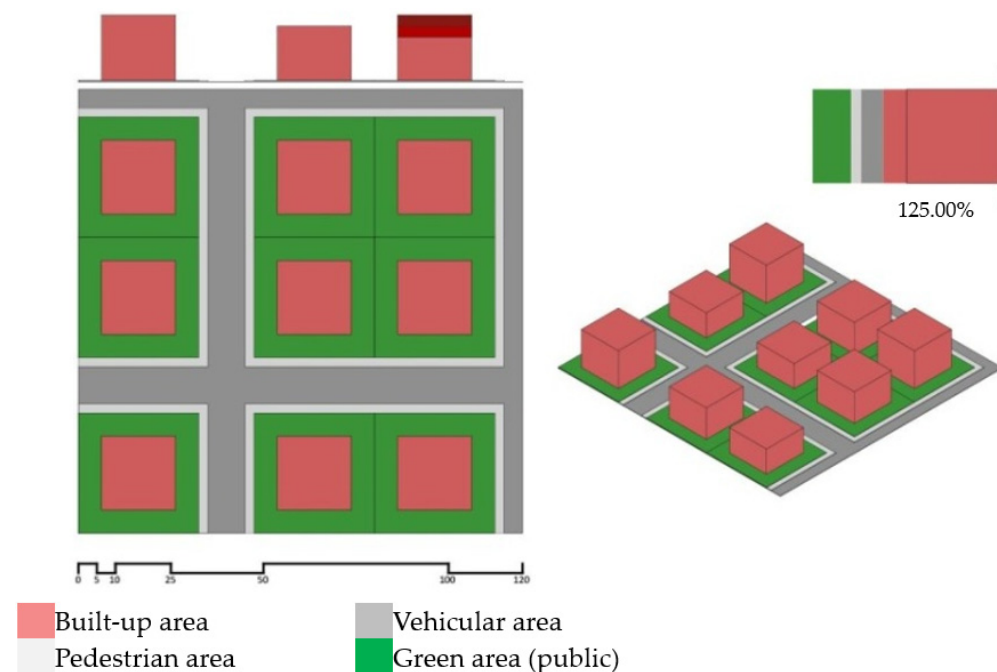 125.00%
0 5 10 25 50 100 120
Built-up area
Vehicular area
Pedestrian area
Green area (public)